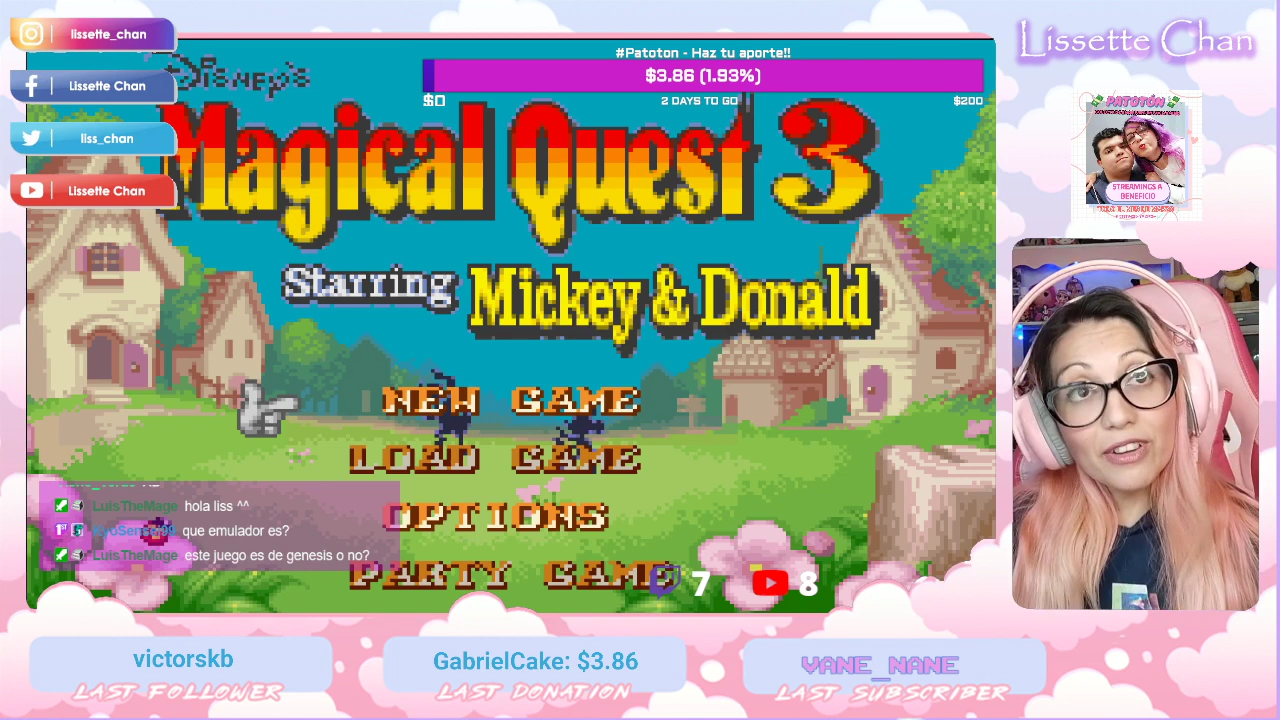 lissette_chan
Lissette Chan
liss_chan
Lissette Chan
#Patoton - Haz tu aporte!!
$3.86 (1.93%)
$0
2 DAYS TO GO
$200
Lissette Chan
PATOTÓN
STREAMINGS A
BENEFICIO
DISNEY'S
Magical Quest 3
Starring Mickey & Donald
NEW GAME
LOAD GAME
OPTIONS
PARTY GAME
LuisTheMage hola liss ^^
que emulador es?
LuisTheMage este juego es de genesis o no?
7
8
victorskb
LAST FOLLOWER
GabrielCake: $3.86
LAST DONATION
VANE_NANE
LAST SUBSCRIBER